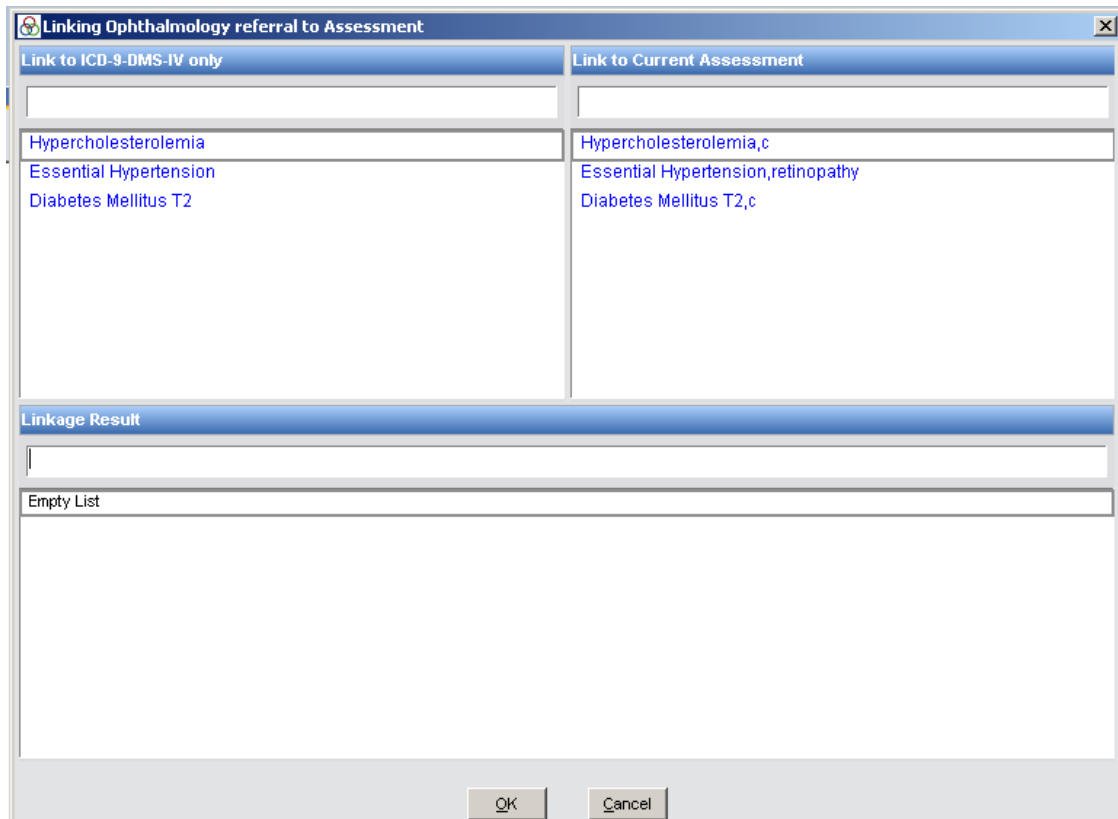 Linking Ophthalmology referral to Assessment
Link to ICD-9-DMS-IV only
Hypercholesterolemia
Essential Hypertension
Diabetes Mellitus T2
Link to Current Assessment
Hypercholesterolemia,c
Essential Hypertension,retinopathy
Diabetes Mellitus T2,c
Linkage Result
Empty List
OK
Cancel